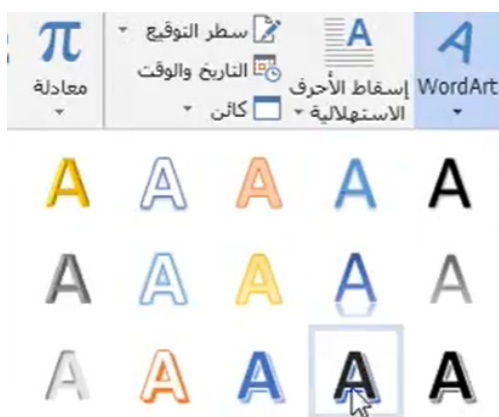 WordArt
إسقاط الأحرف
الاستهلالية
سطر التوقيع
التاريخ والوقت
كائن
π
معادلة
A A A A A
A A A A A
A A A A A